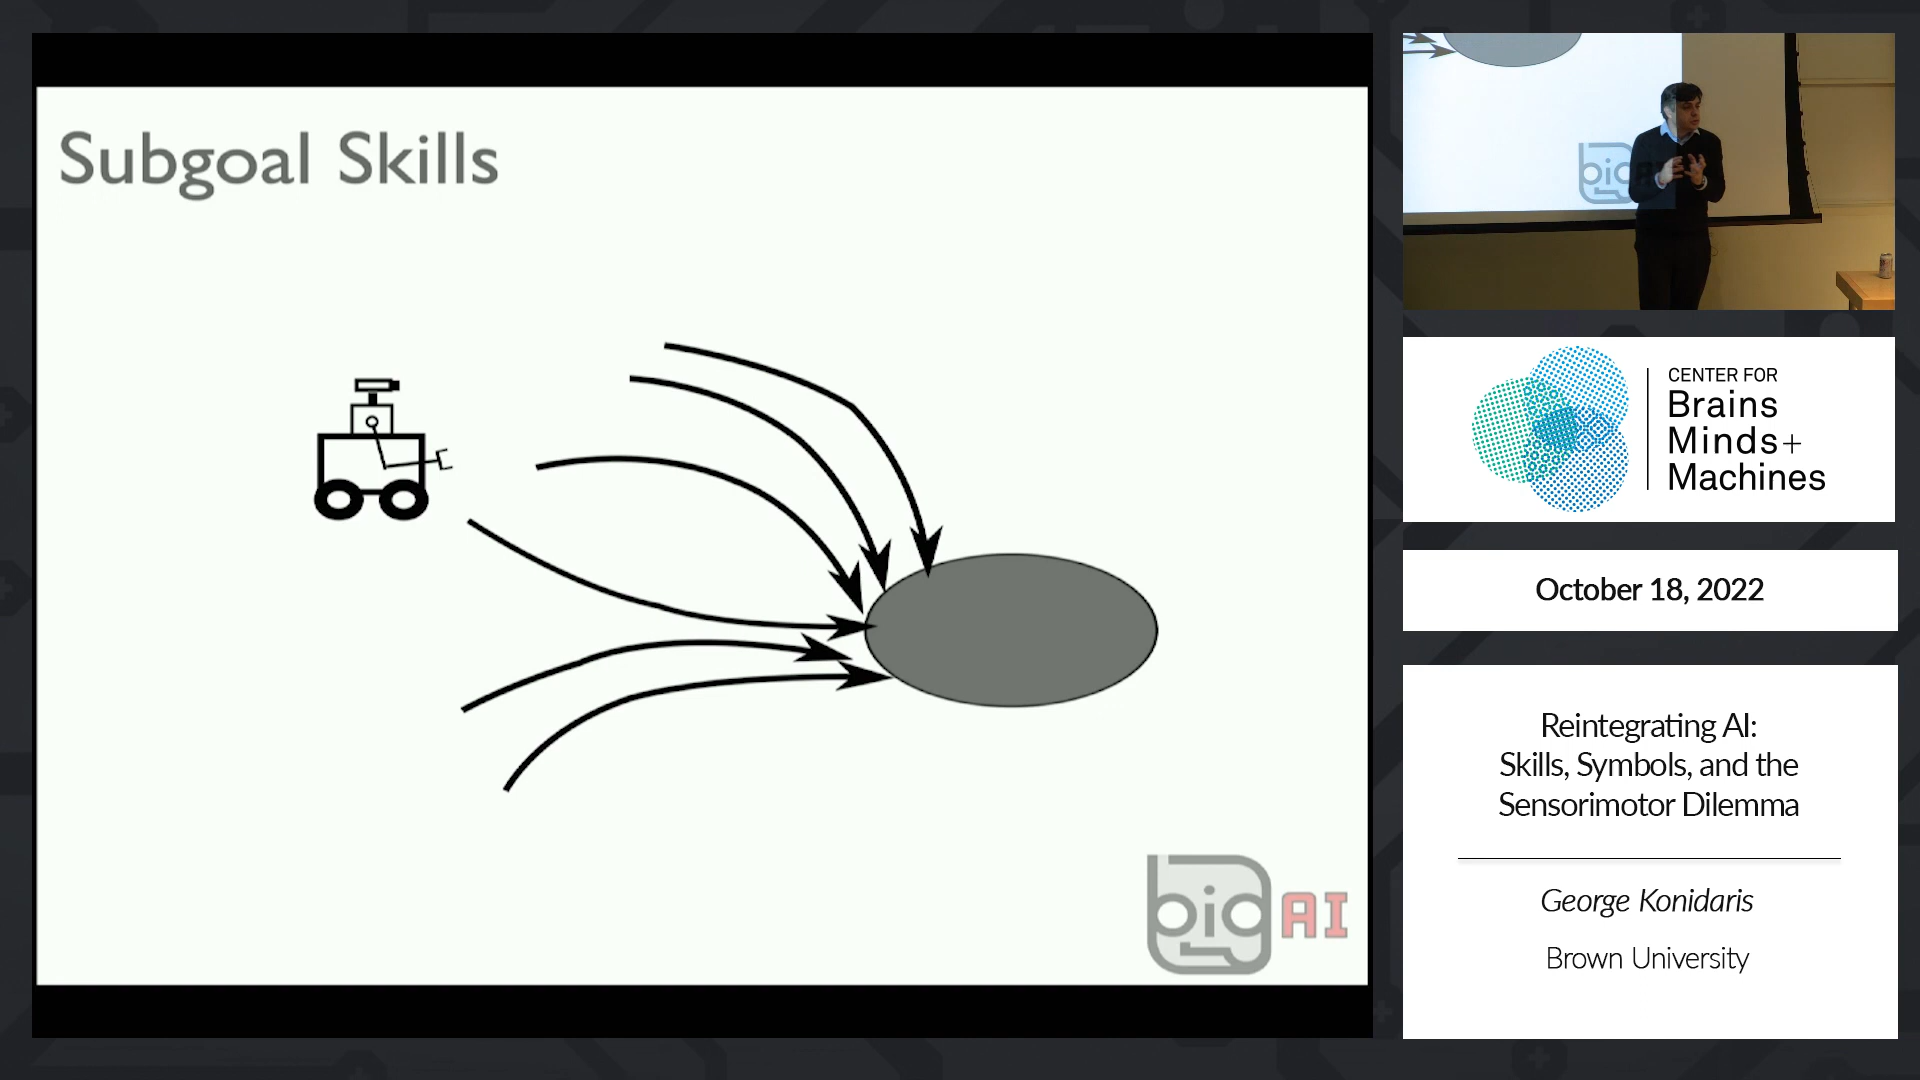 Subgoal Skills
big AI
big
CENTER FOR
Brains
Minds+
Machines
October 18, 2022
Reintegrating AI:
Skills, Symbols, and the
Sensorimotor Dilemma
George Konidaris
Brown University